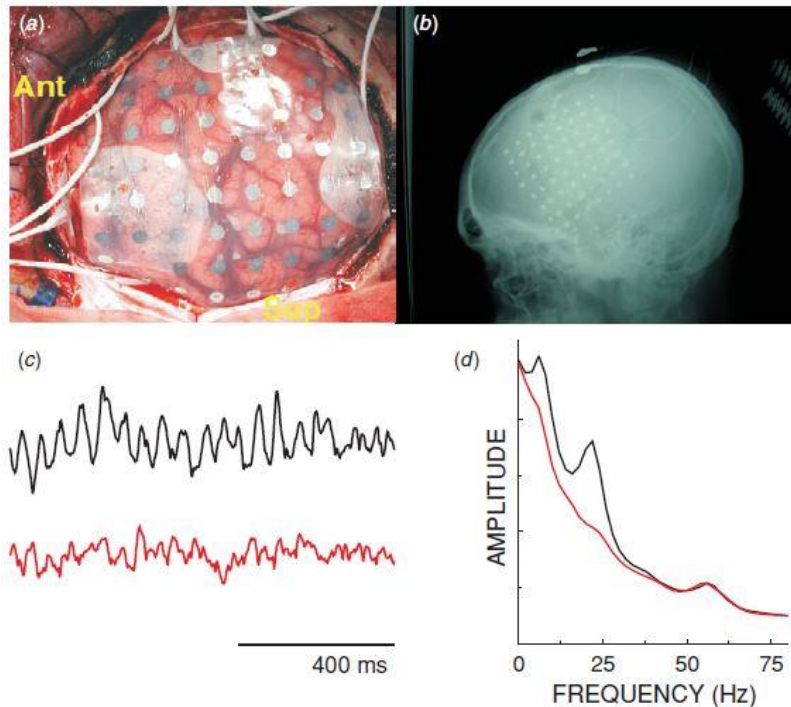 (a)
Ant
Sup
(b)
(c)
400 ms
(d)
AMPLITUDE
0
25
50
75
FREQUENCY (Hz)